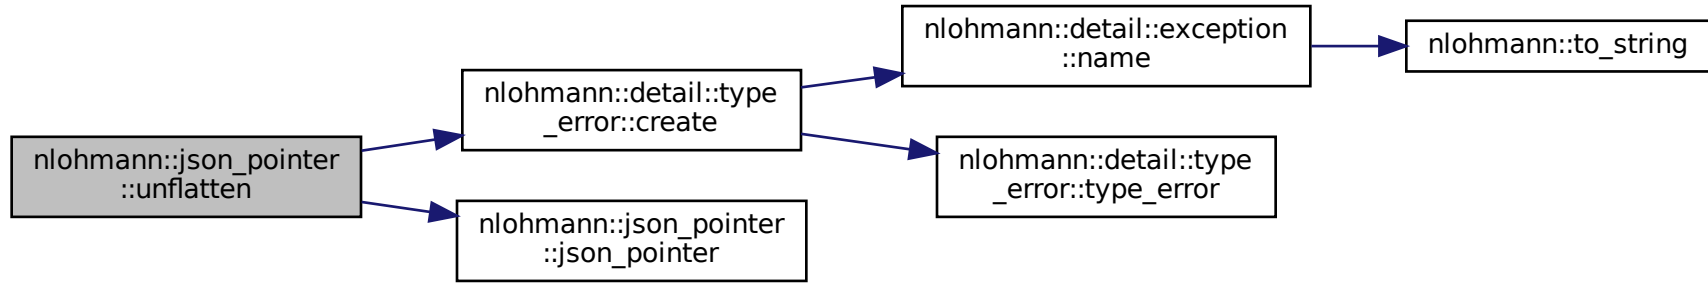 nlohmann::json_pointer
::unflatten
nlohmann::detail::type
_error::create
nlohmann::json_pointer
::json_pointer
nlohmann::detail::exception
::name
nlohmann::detail::type
_error::type_error
nlohmann::to_string